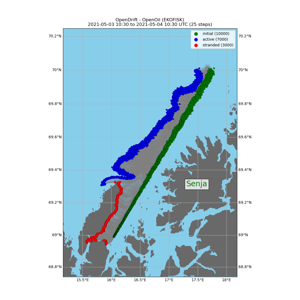 OpenDrift - OpenOil (EKOFISK)
2021-05-03 10:30 to 2021-05-04 10:30 UTC (25 steps)
initial (10000)
active (7000)
stranded (3000)
70.2°N 70.2°N
70°N 70°N
69.8°N 69.8°N
69.6°N 69.6°N
69.4°N 69.4°N
Senja
69.2°N 69.2°N
69°N 69°N
68.8°N 68.8°N
15.5°E 16°E 16.5°E 17°E 17.5°E 18°E